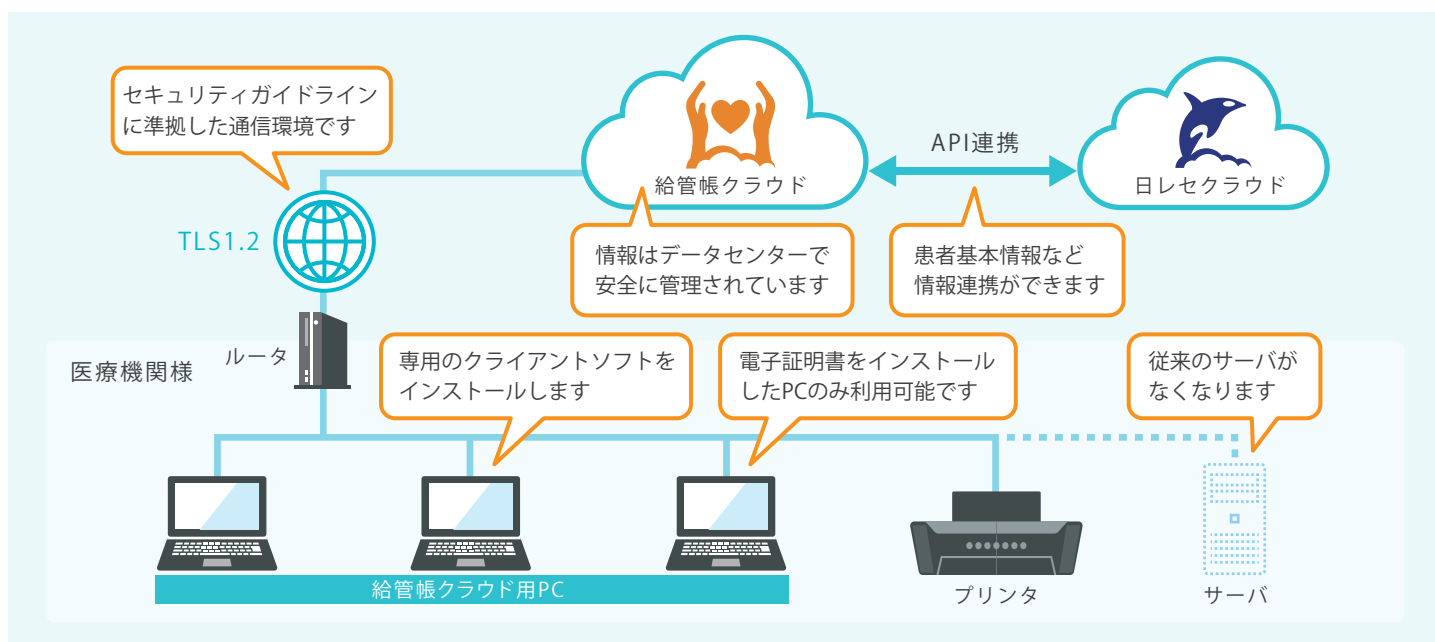 セキュリティガイドライン
に準拠した通信環境です
API連携
給管帳クラウド
日レセクラウド
TLS1.2
情報はデータセンターで
安全に管理されています
患者基本情報など
情報連携ができます
医療機関様
ルータ
専用のクライアントソフトを
インストールします
電子証明書をインストール
したPCのみ利用可能です
従来のサーバが
なくなります
給管帳クラウド用PC
プリンタ
サーバ